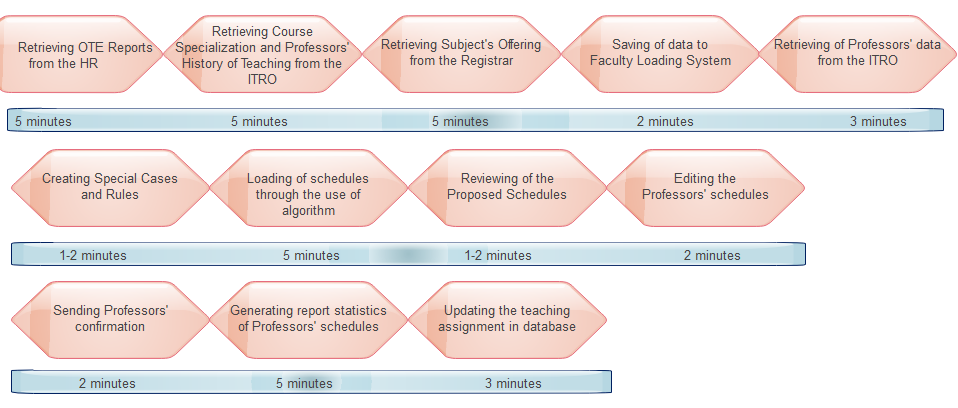 Retrieving OTE Reports
from the HR
Retrieving Course
Specialization and Professors'
History of Teaching from the
ITRO
Retrieving Subject's Offering
from the Registrar
Saving of data to
Faculty Loading System
Retrieving of Professors' data
from the ITRO
5 minutes
5 minutes
5 minutes
2 minutes
3 minutes
Creating Special Cases
and Rules
Loading of schedules
through the use of
algorithm
Reviewing of the
Proposed Schedules
Editing the
Professors' schedules
1-2 minutes
5 minutes
1-2 minutes
2 minutes
Sending Professors'
confirmation
Generating report statistics
of Professors' schedules
Updating the teaching
assignment in database
2 minutes
5 minutes
3 minutes